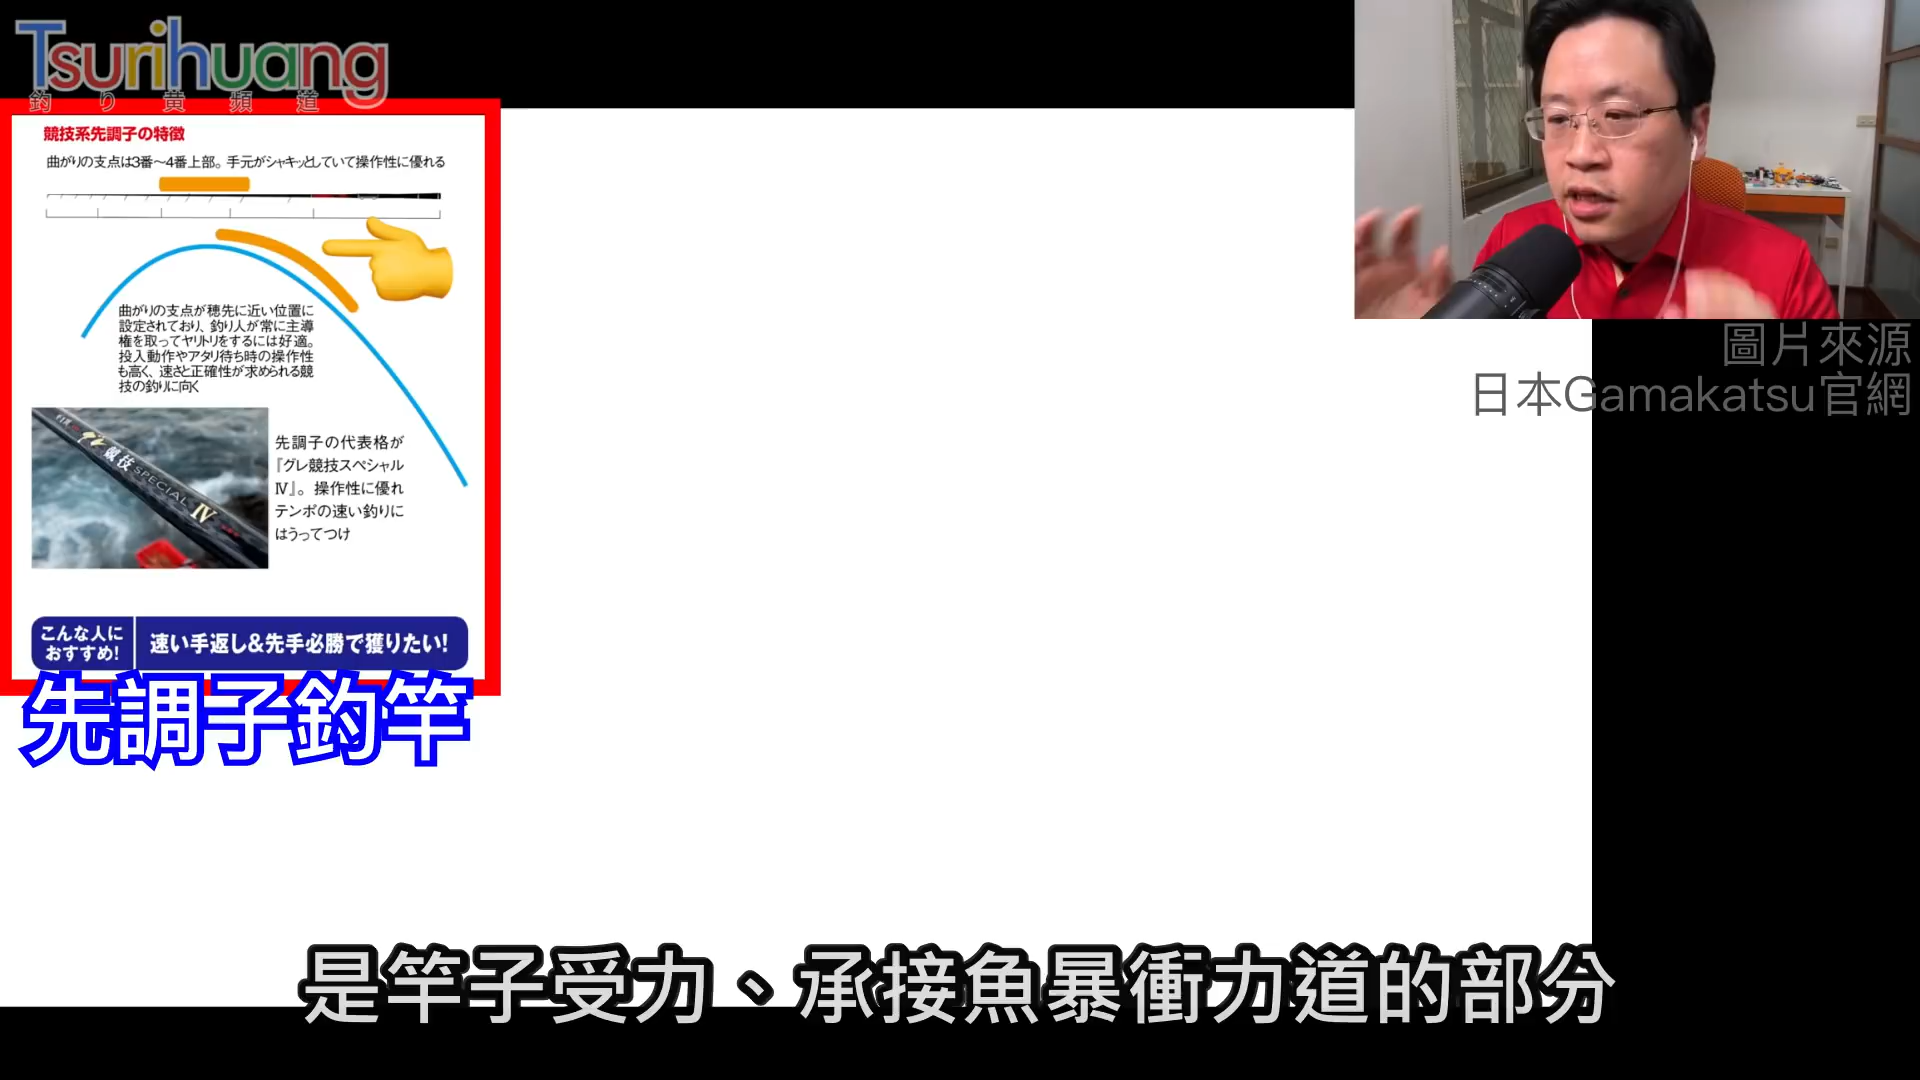 Tsurihuang
釣り黄頻道
競技系先調子の特徴
曲がりの支点は3番〜4番上部。手元がシャキッとしていて操作性に優れる
曲がりの支点が穂先に近い位置に
設定されており、釣り人が常に主導
権を取ってヤリトリをするには好適。
投入動作やアタリ待ち時の操作性
も高く、速さと正確性が求められる競
技の釣りに向く
グレ競技 SPECIAL IV
先調子の代表格が
『グレ競技スペシャル
Ⅳ』。操作性に優れ
テンポの速い釣りに
はうってつけ
こんな人に
おすすめ!
速い手返し&先手必勝で獲りたい!
先調子釣竿
圖片來源
日本Gamakatsu官網
是竿子受力、承接魚暴衝力道的部分